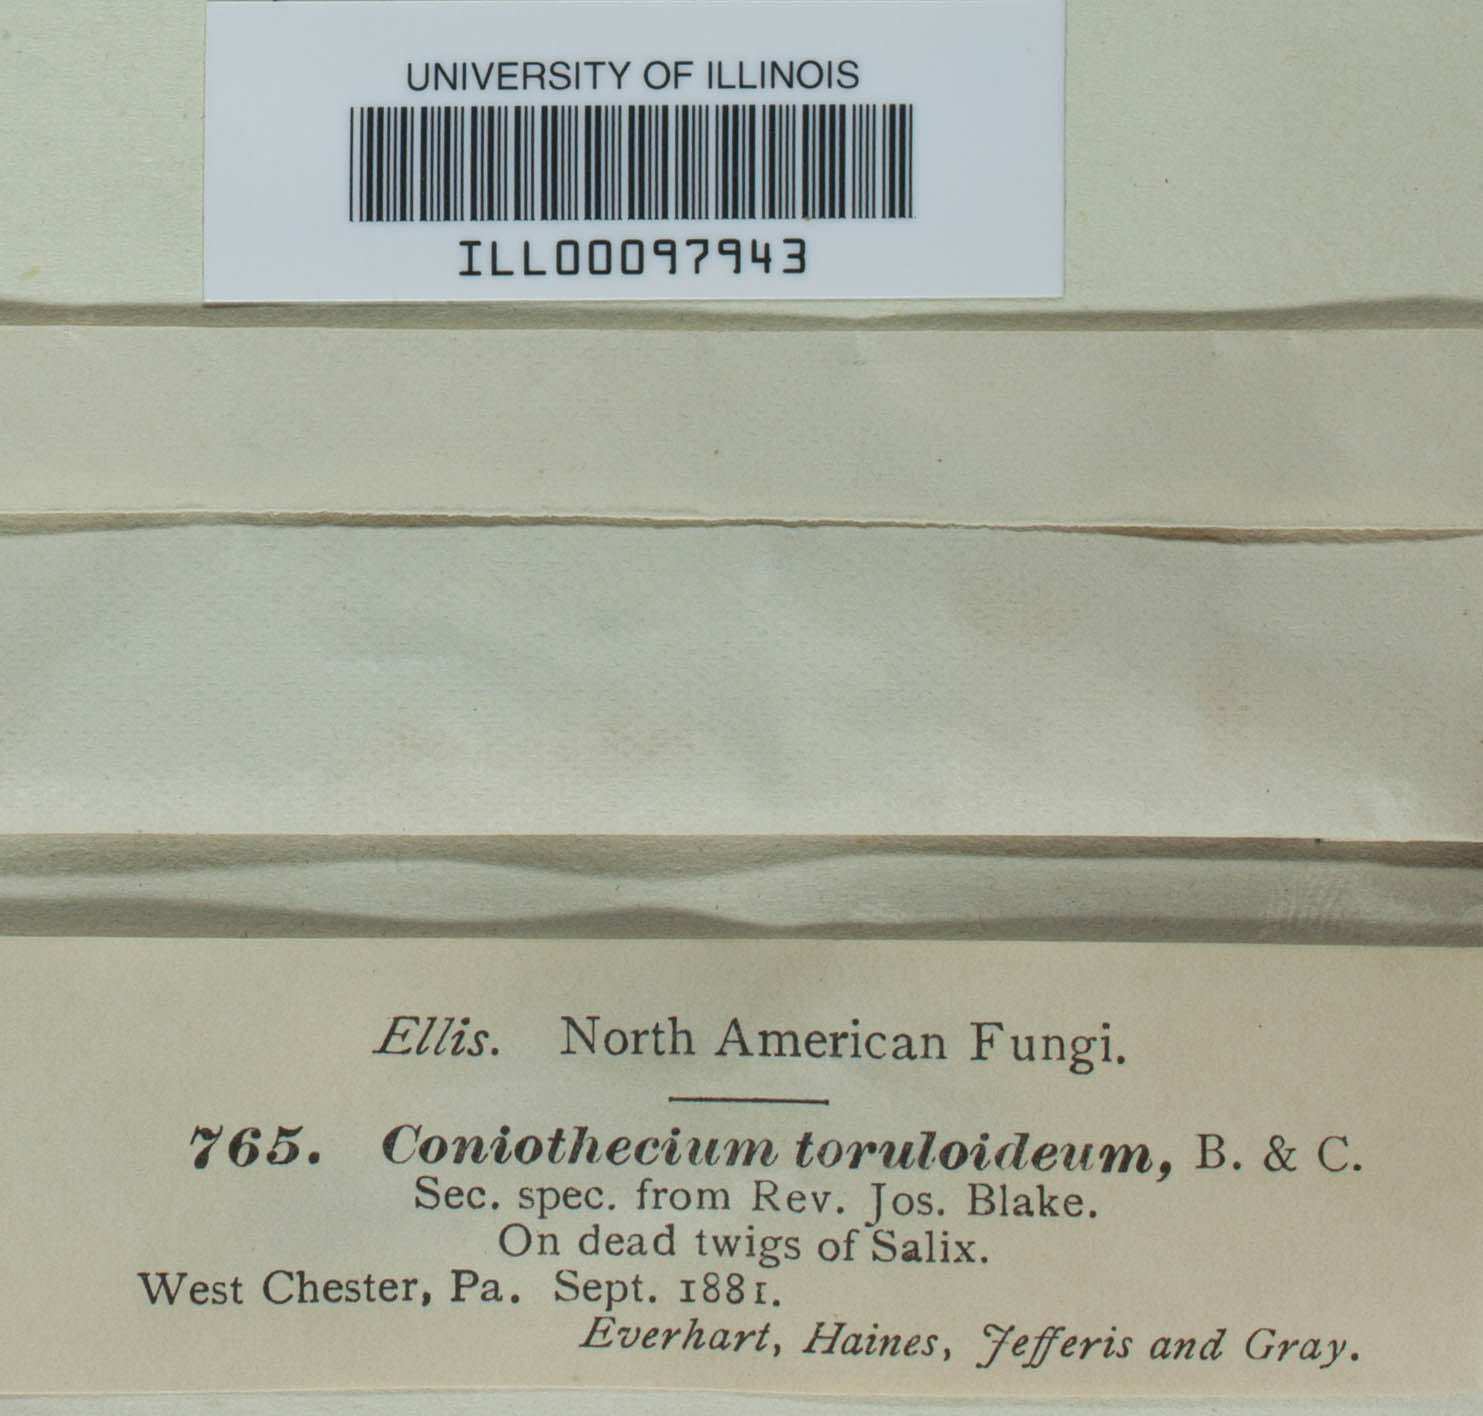 UNIVERSITY OF ILLINOIS
ILL00097943
Ellis. North American Fungi.
765. Coniothecium toruloideum, B. & C.
Sec. spec. from Rev. Jos. Blake.
On dead twigs of Salix.
West Chester, Pa. Sept. 1881.
Everhart, Haines, Jefferis and Gray.